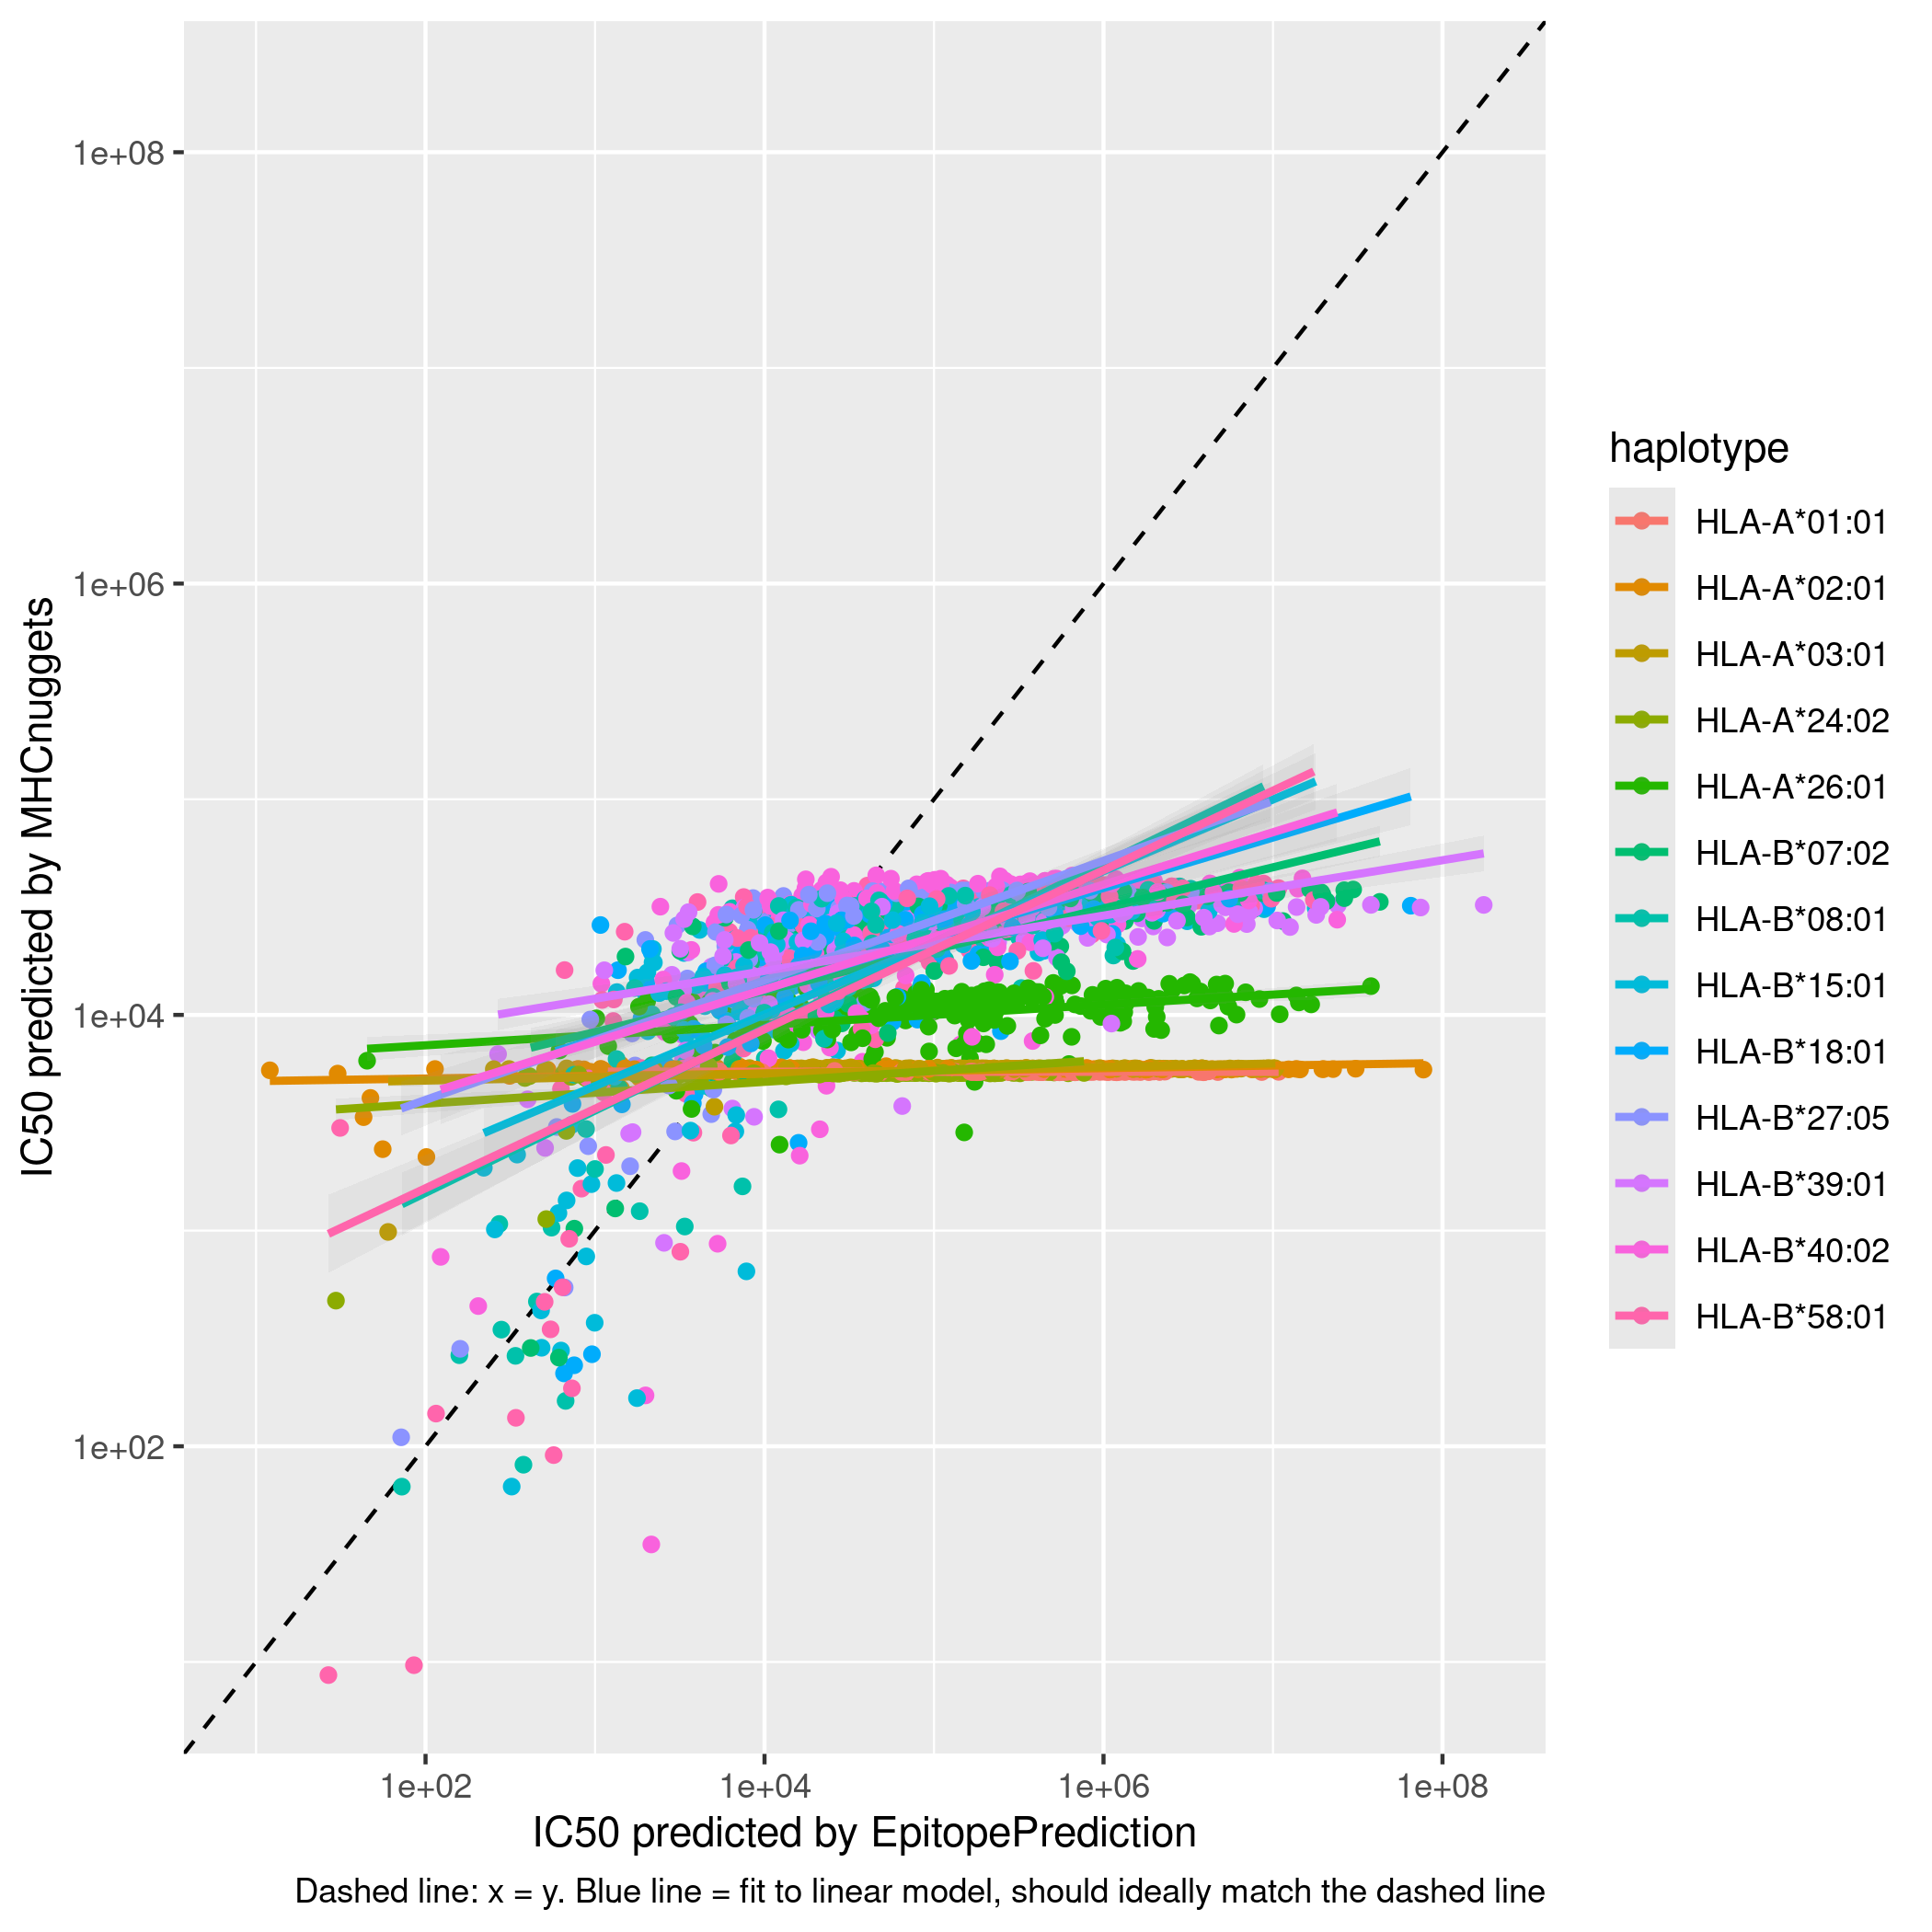 1e+08
1e+06
1e+04
1e+02
IC50 predicted by MHCnuggets
1e+02 1e+04 1e+06 1e+08
IC50 predicted by EpitopePrediction
Dashed line: x = y. Blue line = fit to linear model, should ideally match the dashed line
haplotype
HLA-A*01:01
HLA-A*02:01
HLA-A*03:01
HLA-A*24:02
HLA-A*26:01
HLA-B*07:02
HLA-B*08:01
HLA-B*15:01
HLA-B*18:01
HLA-B*27:05
HLA-B*39:01
HLA-B*40:02
HLA-B*58:01